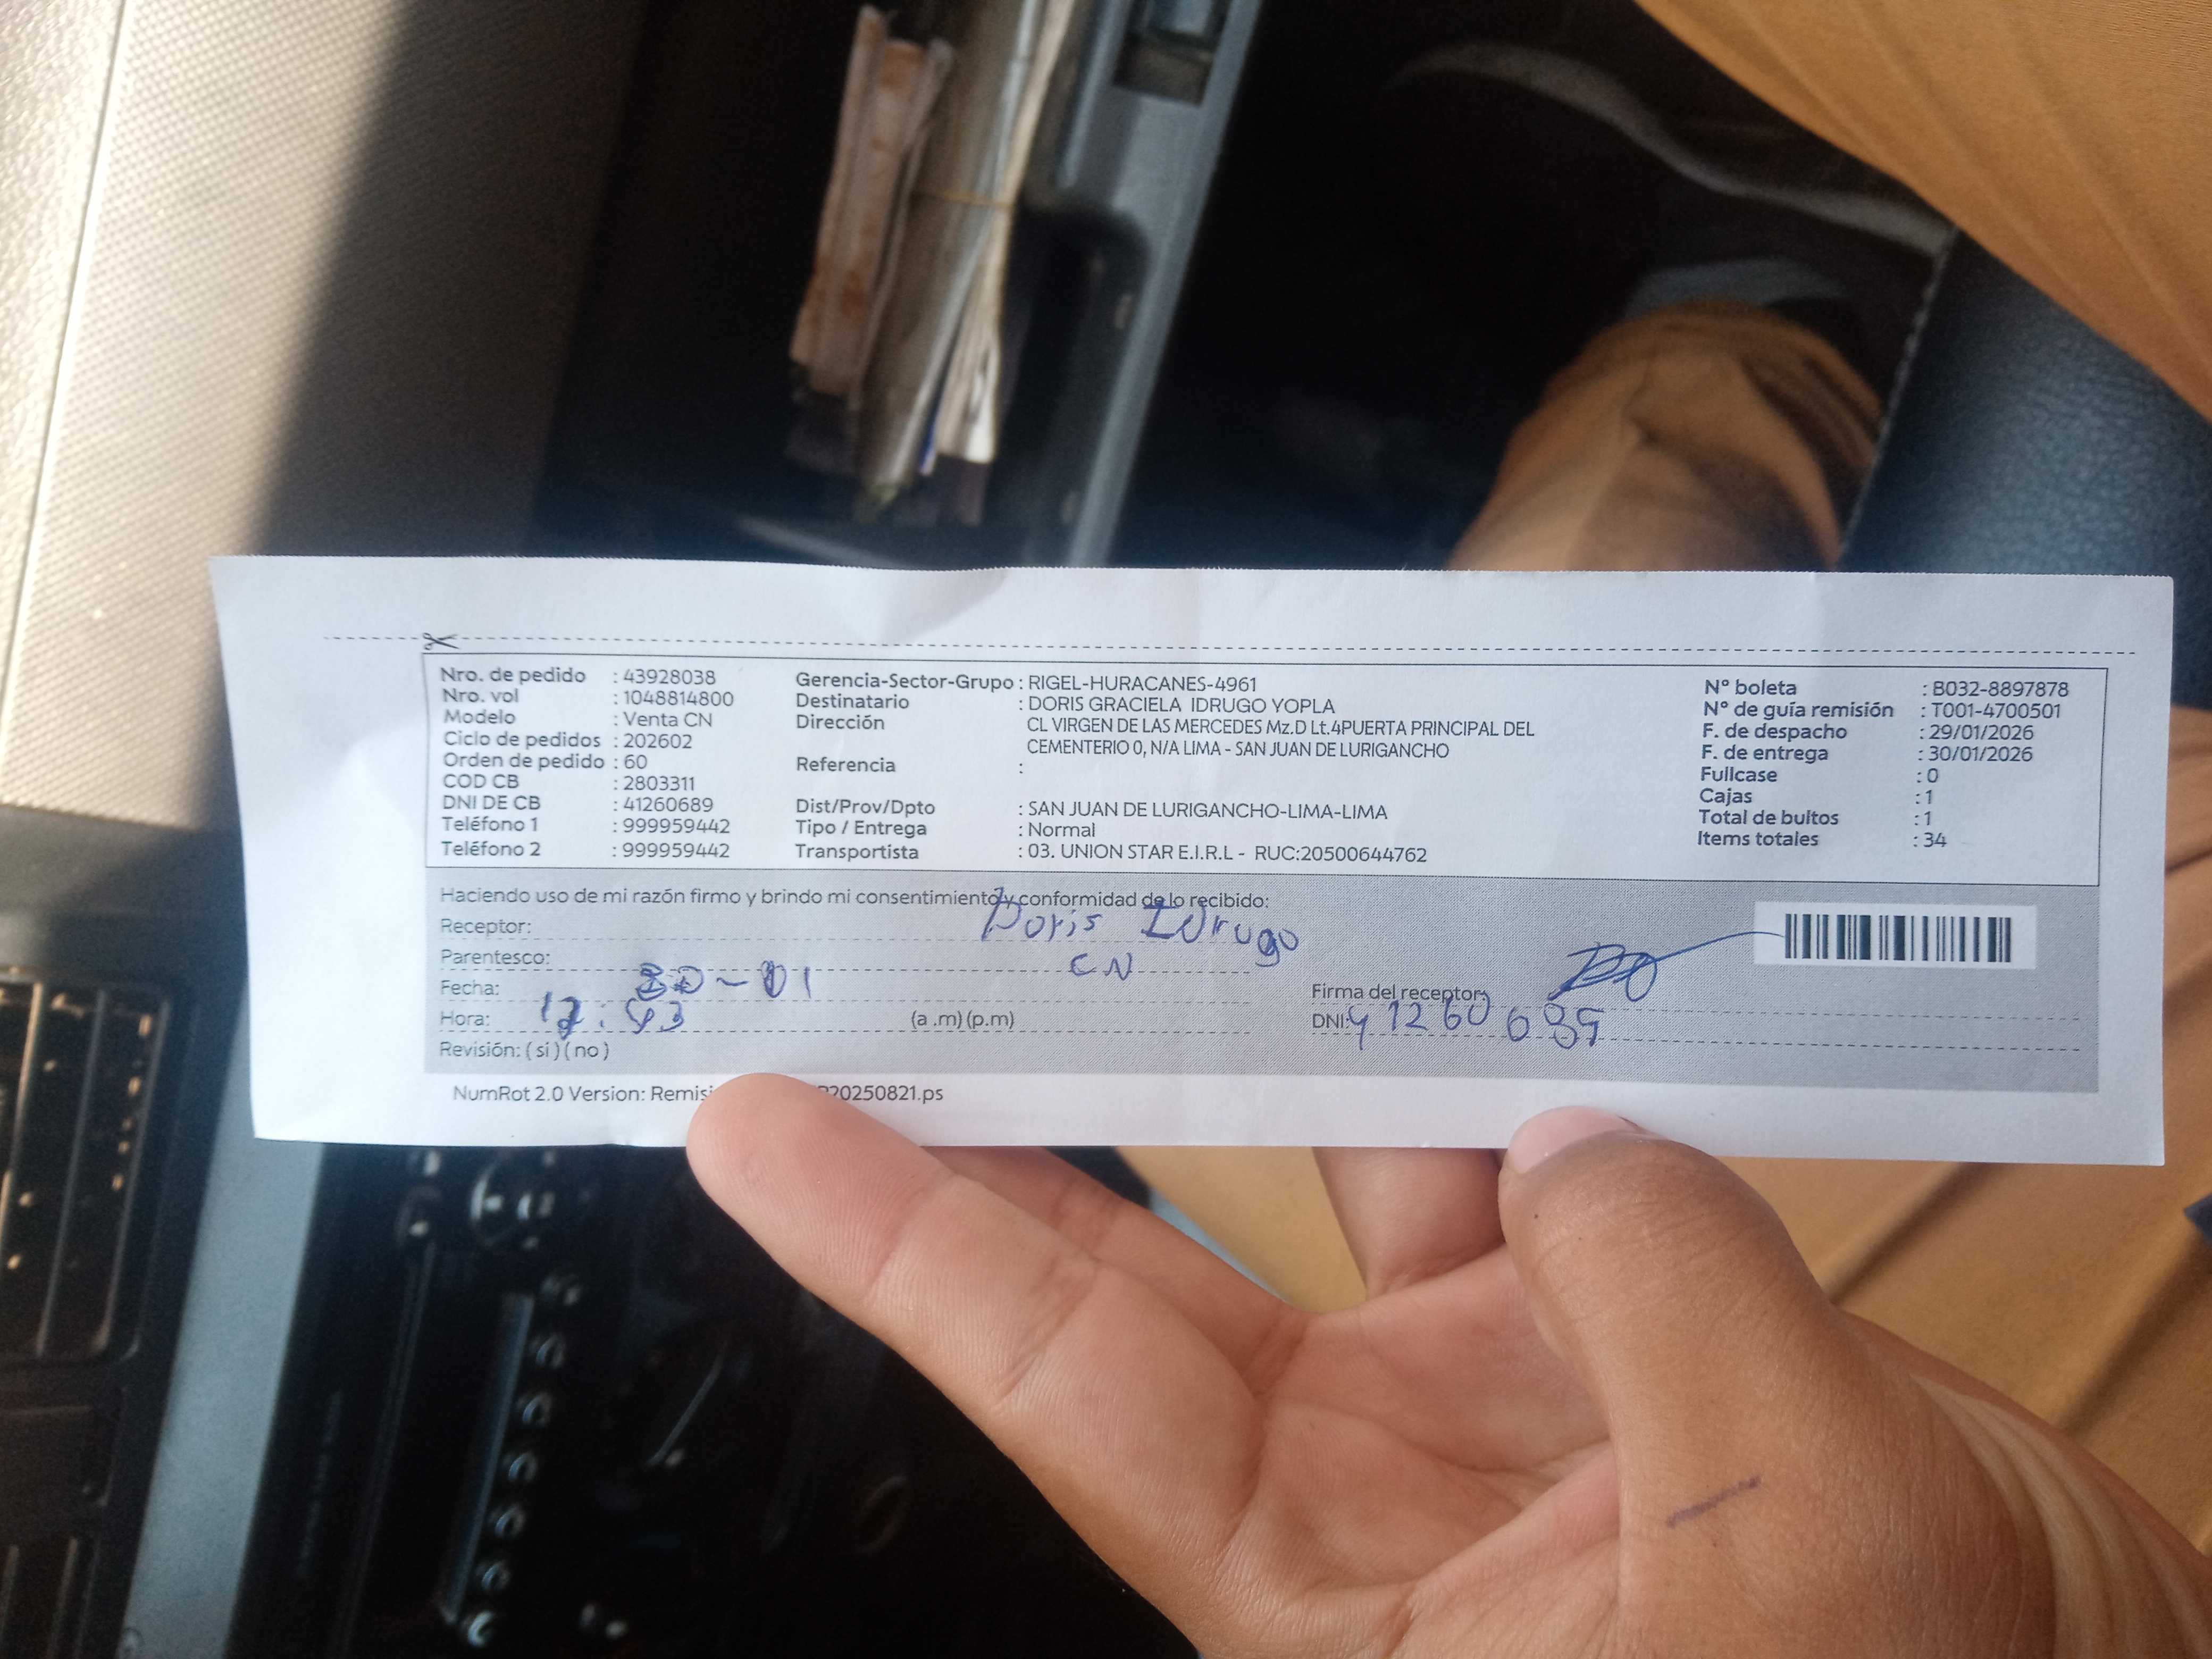 Nro. de pedido : 43928038
Nro. vol : 1048814800
Modelo : Venta CN
Ciclo de pedidos : 202602
Orden de pedido : 60
COD CB : 2803311
DNI DE CB : 41260689
Teléfono 1 : 999959442
Teléfono 2 : 999959442
Gerencia-Sector-Grupo : RIGEL-HURACANES-4961
Destinatario : DORIS GRACIELA IDRUGO YOPLA
Dirección CL VIRGEN DE LAS MERCEDES Mz.D Lt.4PUERTA PRINCIPAL DEL
CEMENTERIO 0, N/A LIMA - SAN JUAN DE LURIGANCHO
Referencia :
Dist/Prov/Dpto : SAN JUAN DE LURIGANCHO-LIMA-LIMA
Tipo / Entrega : Normal
Transportista : 03. UNION STAR E.I.R.L - RUC:20500644762
N° boleta : B032-8897878
N° de guía remisión : T001-4700501
F. de despacho : 29/01/2026
F. de entrega : 30/01/2026
Fullcase : 0
Cajas : 1
Total de bultos : 1
Items totales : 34
Haciendo uso de mi razón firmo y brindo mi consentimiento y conformidad de lo recibido:
Receptor: Doris IDrugo
Parentesco: CN
Fecha: 30-01
Hora: (a .m) (p.m)
Revisión: ( si ) ( no )
Firma del receptor:
DNI: 41260689
NumRot 2.0 Version: 20250821.ps